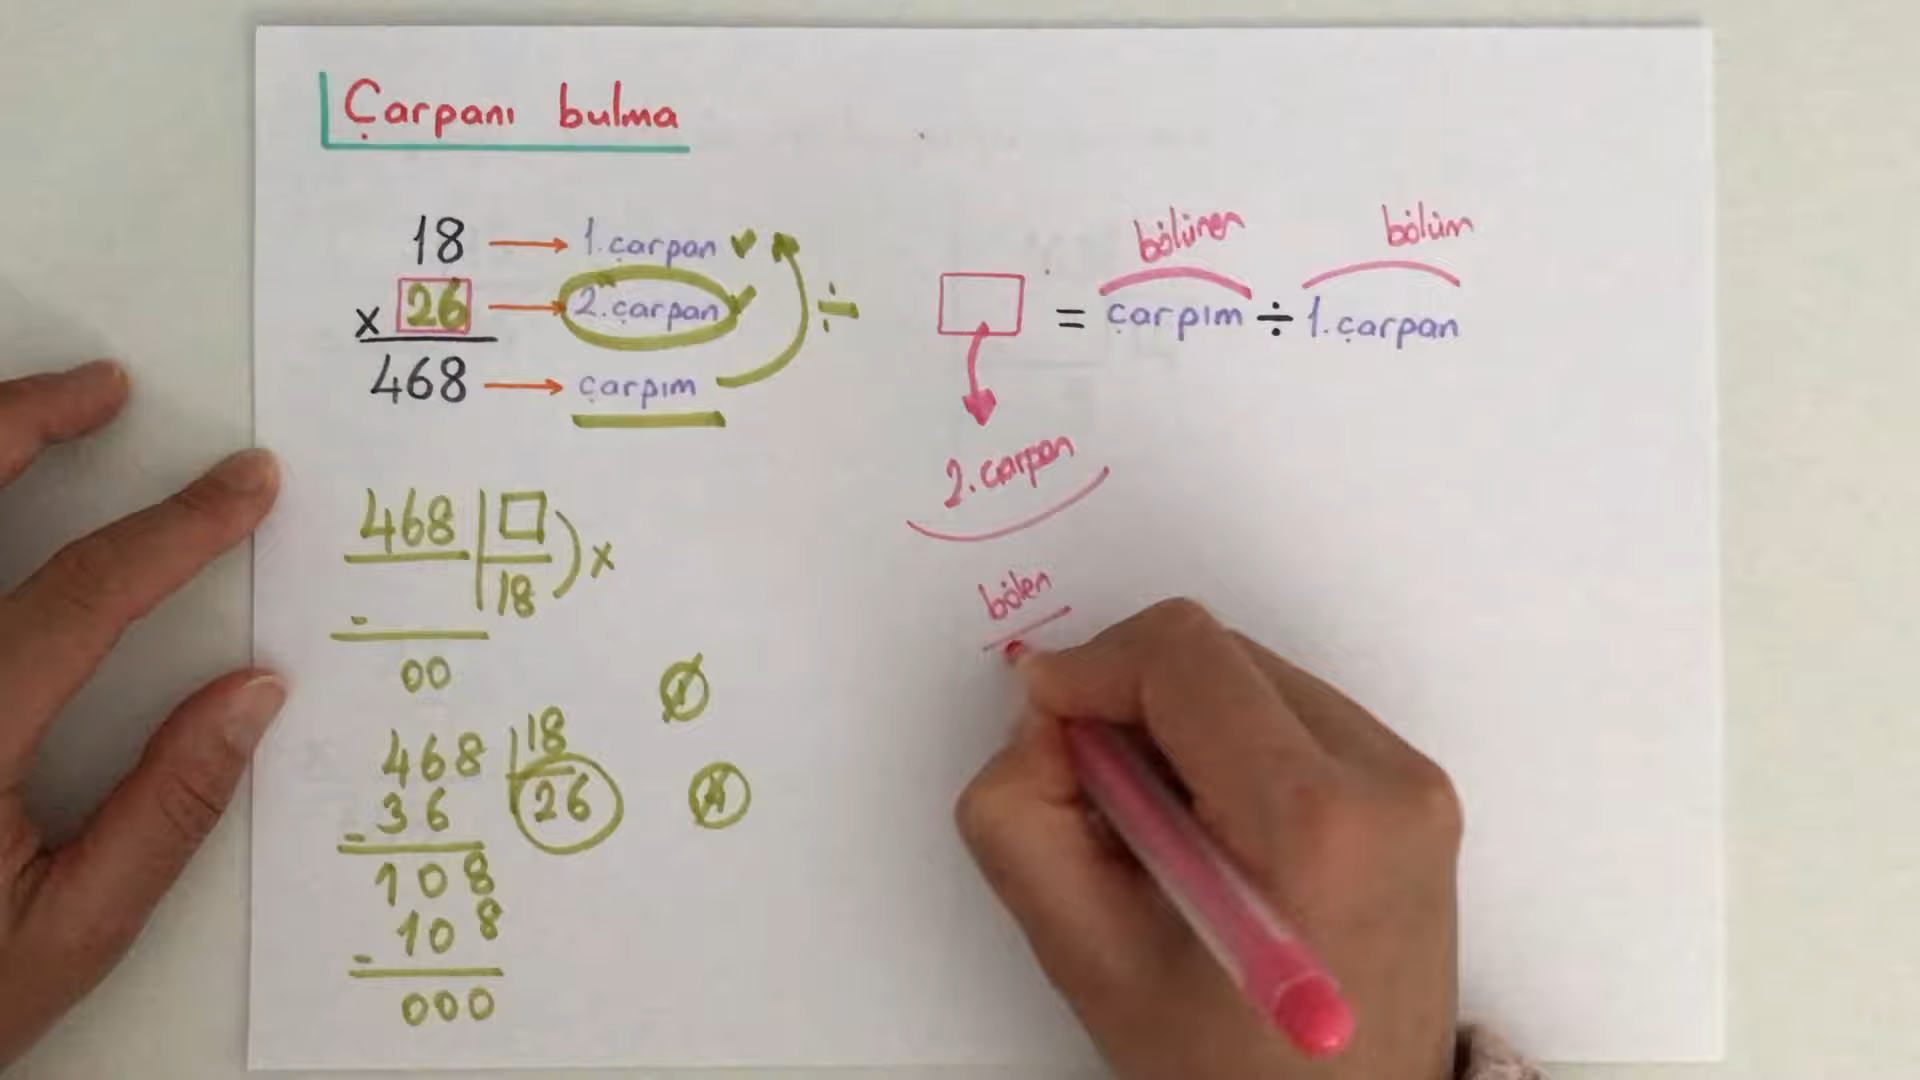 Çarpanı bulma
18 → 1. çarpan
x 26 → 2. çarpan
468 → çarpım
÷
bölünen bölüm
□ = çarpım ÷ 1. çarpan
2. çarpan
bölen
468 □
18
x
-
00
468 18
- 36 26
108
- 108
000